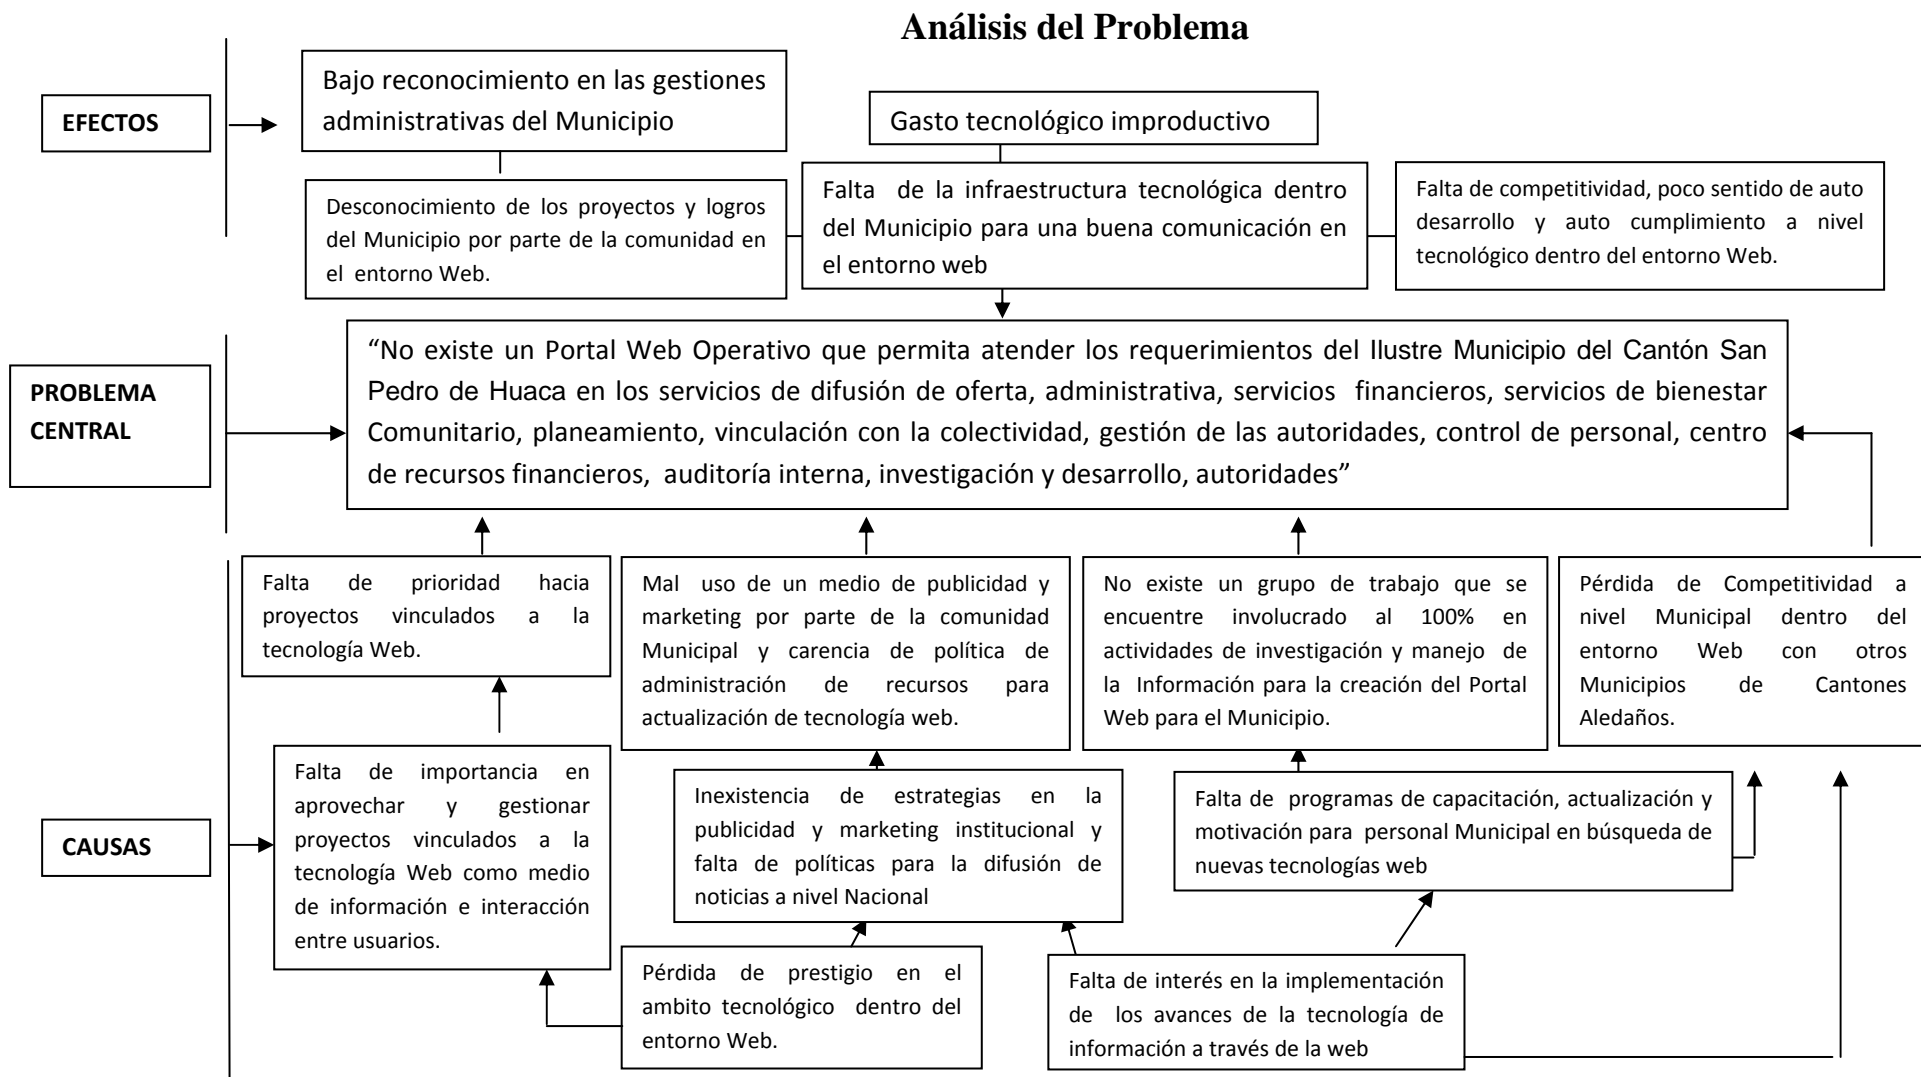 Análisis del Problema
EFECTOS
Bajo reconocimiento en las gestiones
administrativas del Municipio
Gasto tecnológico improductivo
Desconocimiento de los proyectos y logros
del Municipio por parte de la comunidad en
el entorno Web.
Falta de la infraestructura tecnológica dentro
del Municipio para una buena comunicación en
el entorno web
Falta de competitividad, poco sentido de auto
desarrollo y auto cumplimiento a nivel
tecnológico dentro del entorno Web.
PROBLEMA
CENTRAL
“No existe un Portal Web Operativo que permita atender los requerimientos del Ilustre Municipio del Cantón San
Pedro de Huaca en los servicios de difusión de oferta, administrativa, servicios financieros, servicios de bienestar
Comunitario, planeamiento, vinculación con la colectividad, gestión de las autoridades, control de personal, centro
de recursos financieros, auditoría interna, investigación y desarrollo, autoridades”
Falta de prioridad hacia
proyectos vinculados a la
tecnología Web.
Mal uso de un medio de publicidad y
marketing por parte de la comunidad
Municipal y carencia de política de
administración de recursos para
actualización de tecnología web.
No existe un grupo de trabajo que se
encuentre involucrado al 100% en
actividades de investigación y manejo de
la Información para la creación del Portal
Web para el Municipio.
Pérdida de Competitividad a
nivel Municipal dentro del
entorno Web con otros
Municipios de Cantones
Aledaños.
CAUSAS
Falta de importancia en
aprovechar y gestionar
proyectos vinculados a la
tecnología Web como medio
de información e interacción
entre usuarios.
Inexistencia de estrategias en la
publicidad y marketing institucional y
falta de políticas para la difusión de
noticias a nivel Nacional
Falta de programas de capacitación, actualización y
motivación para personal Municipal en búsqueda de
nuevas tecnologías web
Pérdida de prestigio en el
ambito tecnológico dentro del
entorno Web.
Falta de interés en la implementación
de los avances de la tecnología de
información a través de la web